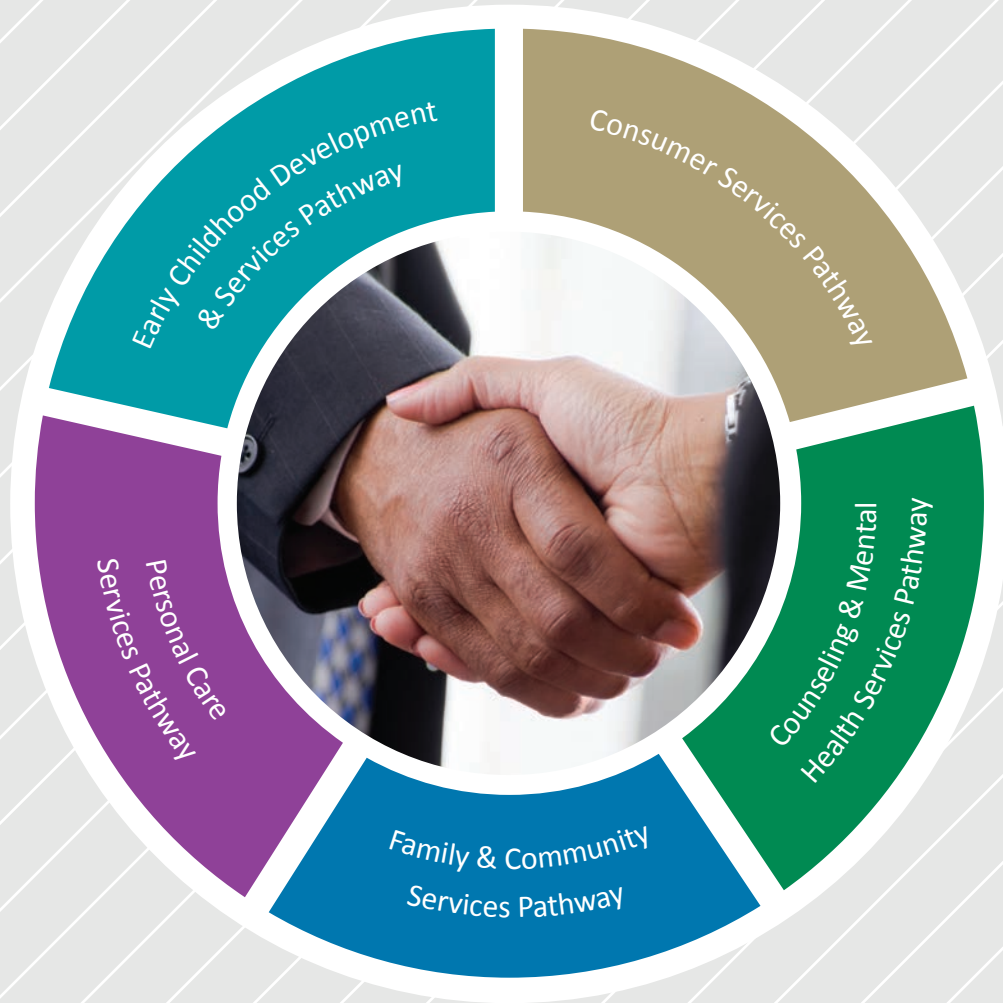 Early Childhood Development
& Services Pathway
Consumer Services Pathway
Counseling & Mental
Health Services Pathway
Family & Community
Services Pathway
Personal Care
Services Pathway